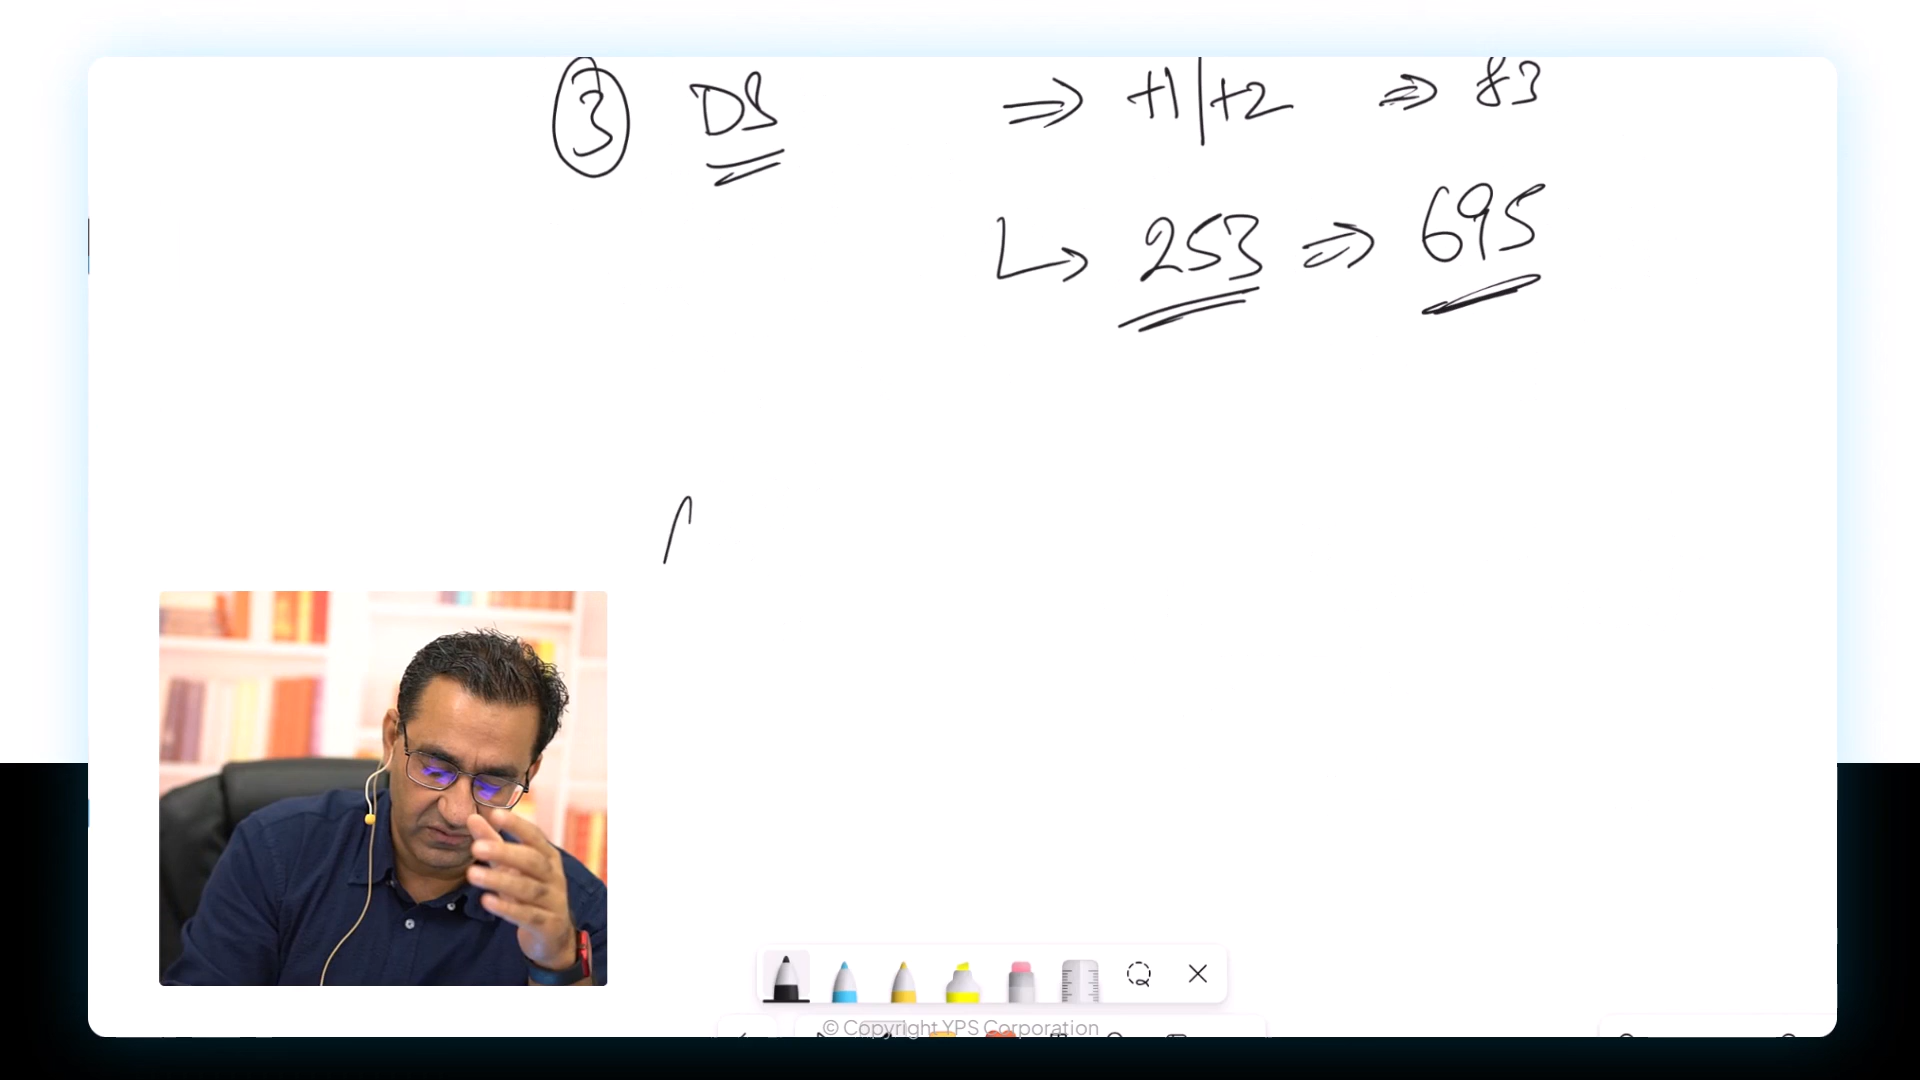 ③ DS ⇒ +1/+2 ⇒ 83
↳ 253 ⇒ 695
© Copyright YPS Corporation